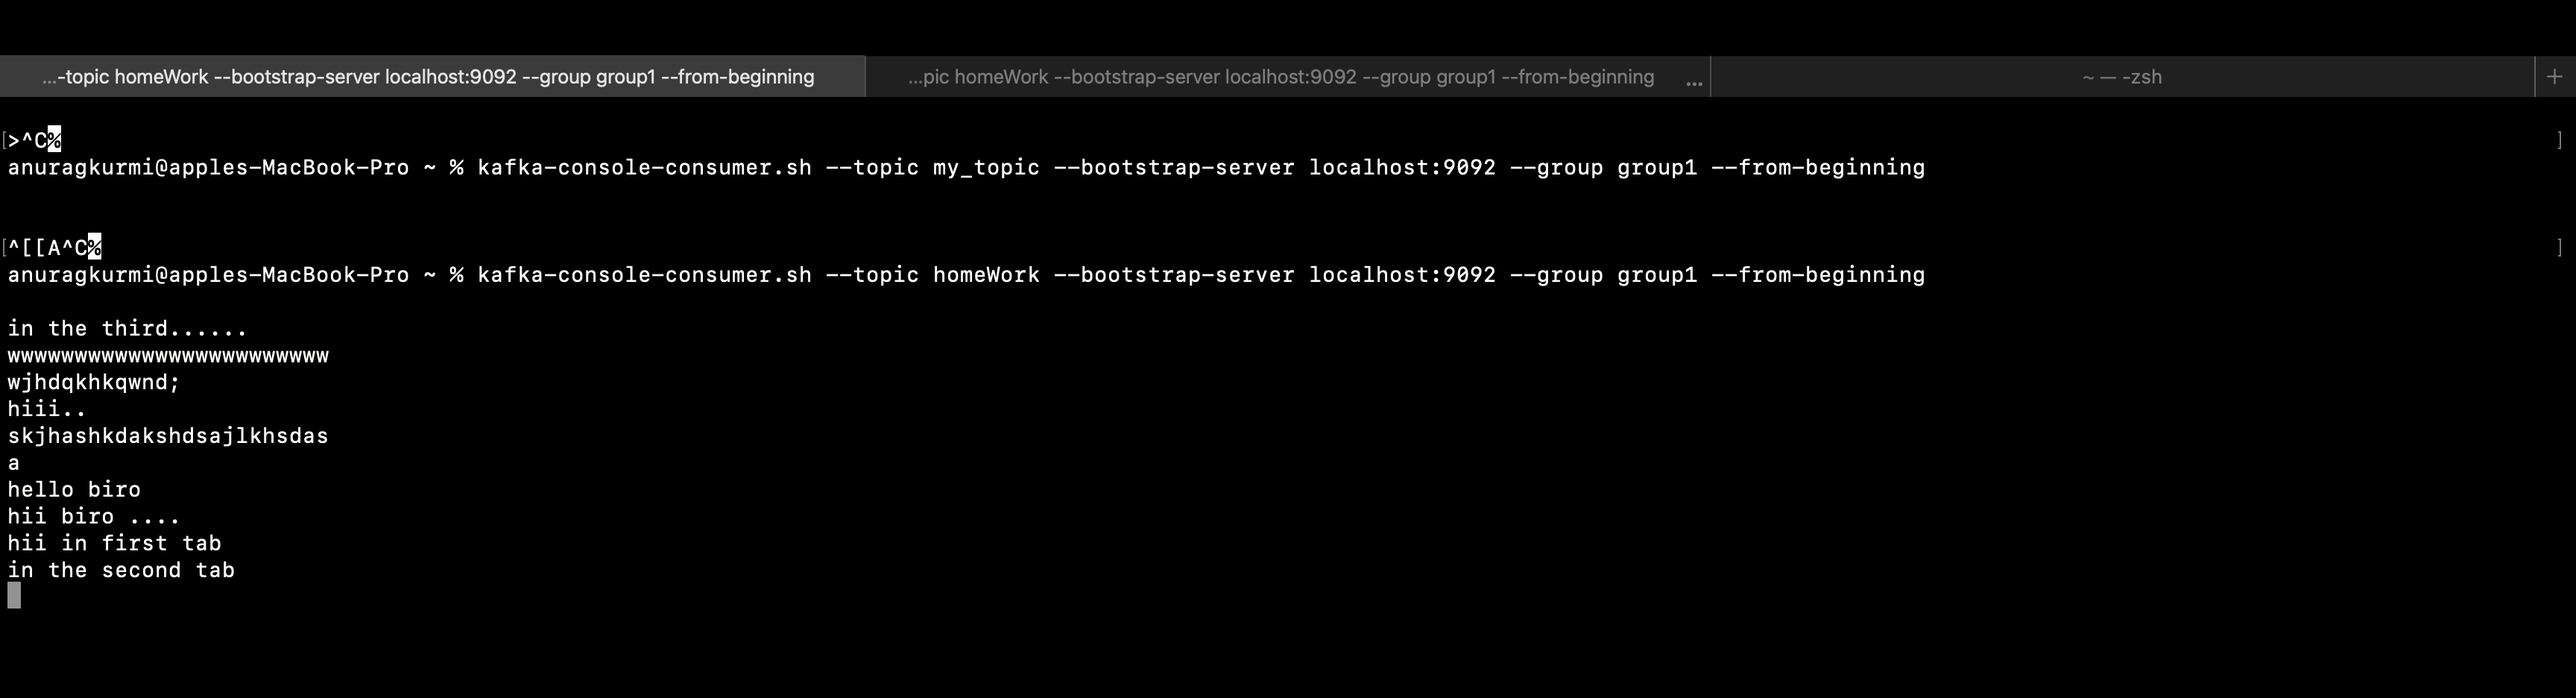 ...-topic homeWork --bootstrap-server localhost:9092 --group group1 --from-beginning
...pic homeWork --bootstrap-server localhost:9092 --group group1 --from-beginning ...
~ — -zsh +
[>^C% ]
anuragkurmi@apples-MacBook-Pro ~ % kafka-console-consumer.sh --topic my_topic --bootstrap-server localhost:9092 --group group1 --from-beginning
[^[[A^C% ]
anuragkurmi@apples-MacBook-Pro ~ % kafka-console-consumer.sh --topic homeWork --bootstrap-server localhost:9092 --group group1 --from-beginning
in the third......
wwwwwwwwwwwwwwwwwwwwwwww
wjhdqkhkqwnd;
hiii..
skjhashkdakshdsajlkhsdas
a
hello biro
hii biro ....
hii in first tab
in the second tab